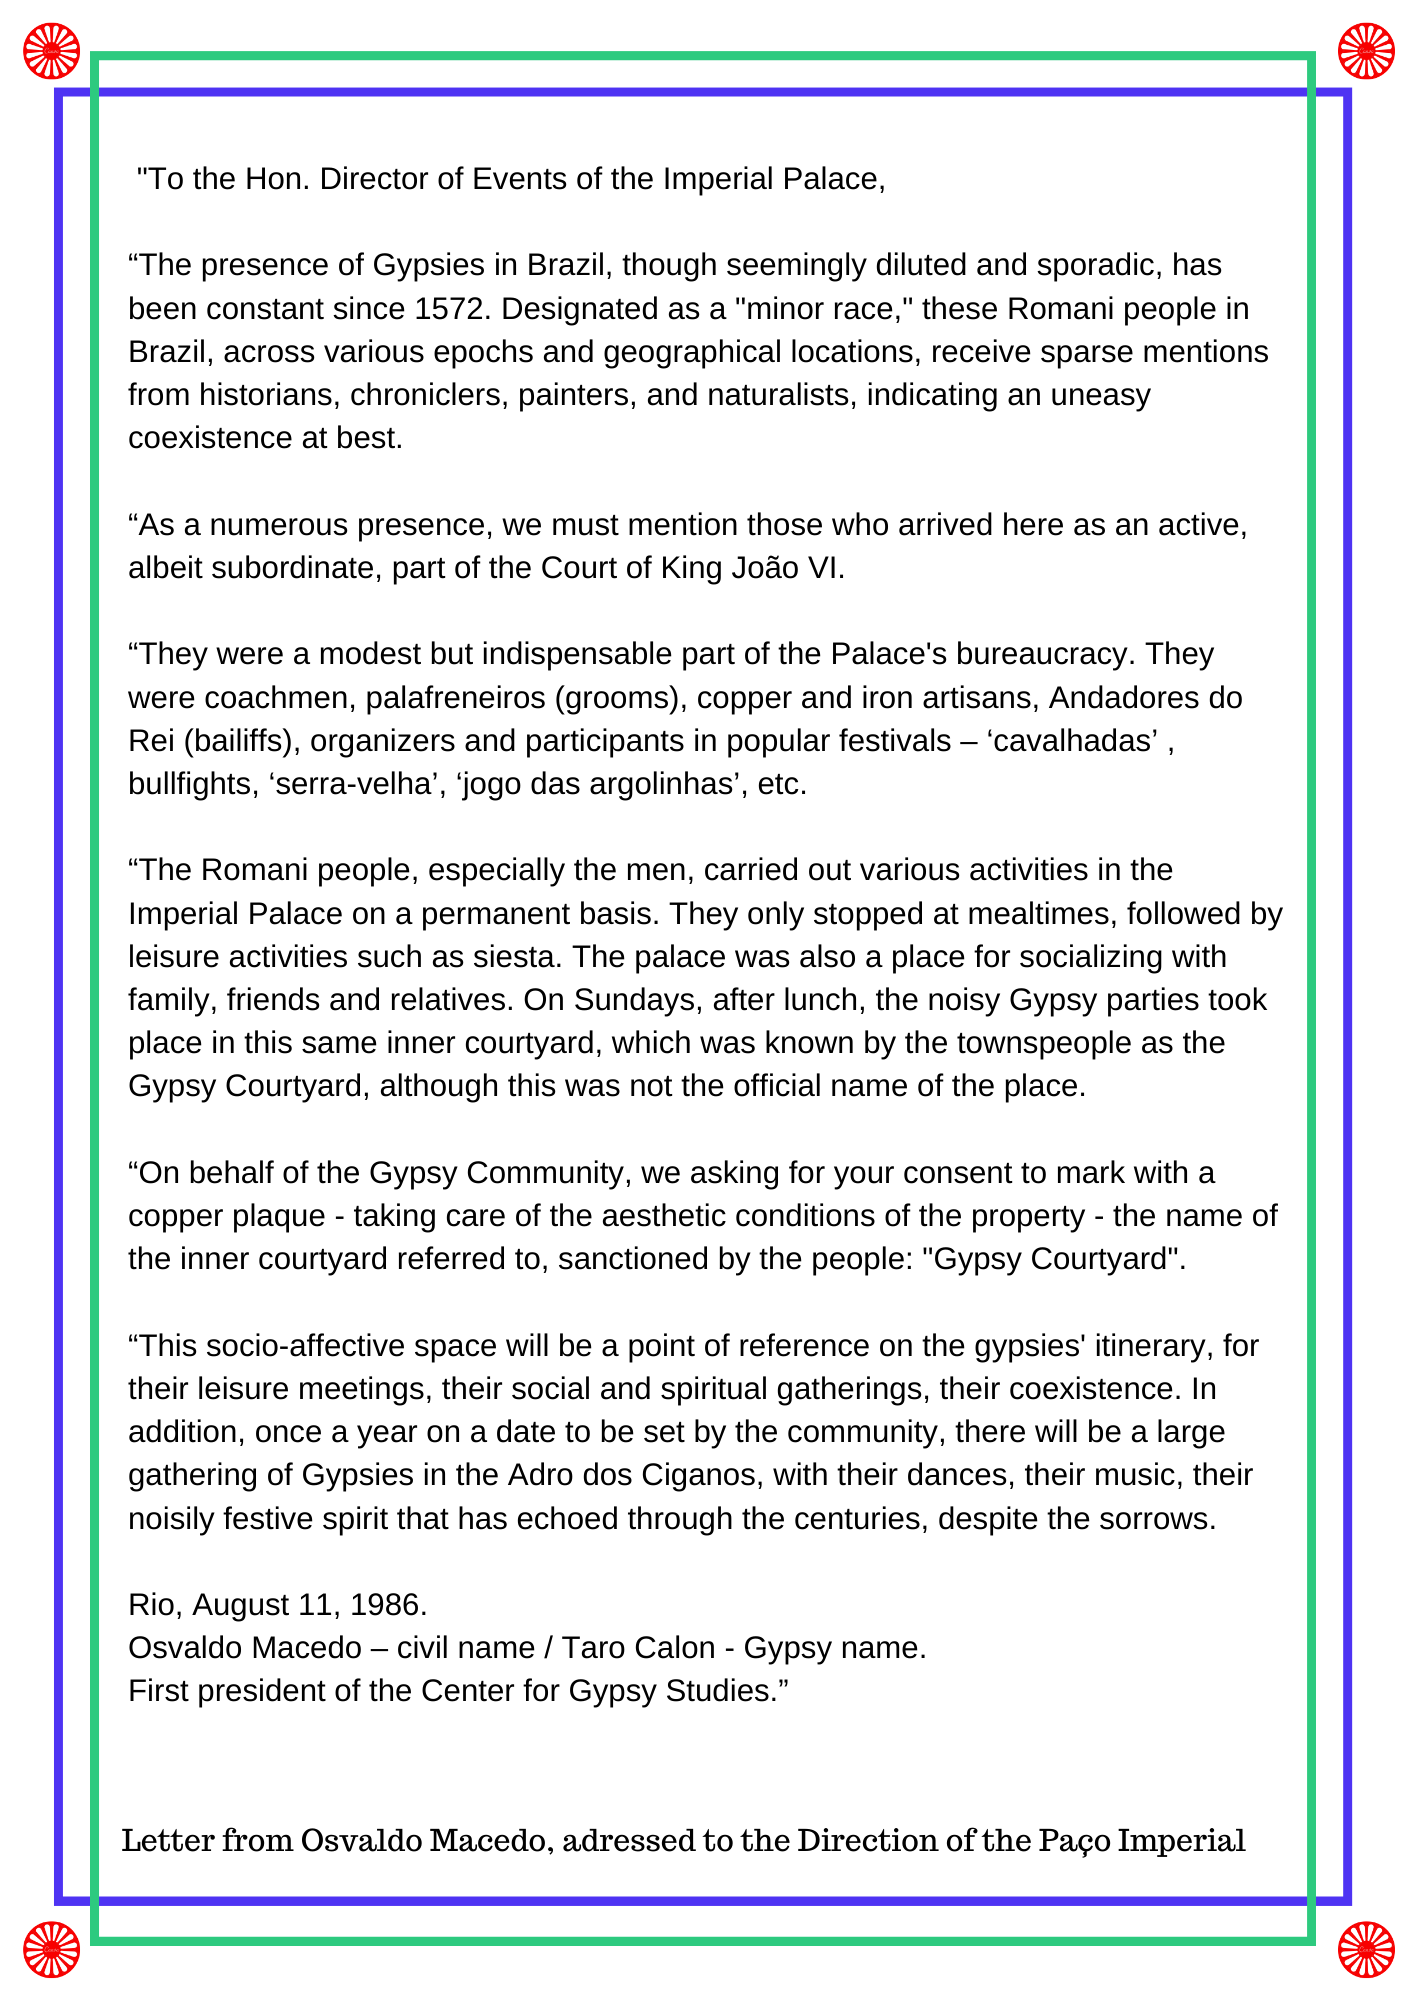 "To the Hon. Director of Events of the Imperial Palace,
“The presence of Gypsies in Brazil, though seemingly diluted and sporadic, has
been constant since 1572. Designated as a "minor race," these Romani people in
Brazil, across various epochs and geographical locations, receive sparse mentions
from historians, chroniclers, painters, and naturalists, indicating an uneasy
coexistence at best.
“As a numerous presence, we must mention those who arrived here as an active,
albeit subordinate, part of the Court of King João VI.
“They were a modest but indispensable part of the Palace's bureaucracy. They
were coachmen, palafreneiros (grooms), copper and iron artisans, Andadores do
Rei (bailiffs), organizers and participants in popular festivals – ‘cavalhadas’ ,
bullfights, ‘serra-velha’, ‘jogo das argolinhas’, etc.
“The Romani people, especially the men, carried out various activities in the
Imperial Palace on a permanent basis. They only stopped at mealtimes, followed by
leisure activities such as siesta. The palace was also a place for socializing with
family, friends and relatives. On Sundays, after lunch, the noisy Gypsy parties took
place in this same inner courtyard, which was known by the townspeople as the
Gypsy Courtyard, although this was not the official name of the place.
“On behalf of the Gypsy Community, we asking for your consent to mark with a
copper plaque - taking care of the aesthetic conditions of the property - the name of
the inner courtyard referred to, sanctioned by the people: "Gypsy Courtyard".
“This socio-affective space will be a point of reference on the gypsies' itinerary, for
their leisure meetings, their social and spiritual gatherings, their coexistence. In
addition, once a year on a date to be set by the community, there will be a large
gathering of Gypsies in the Adro dos Ciganos, with their dances, their music, their
noisily festive spirit that has echoed through the centuries, despite the sorrows.
Rio, August 11, 1986.
Osvaldo Macedo – civil name / Taro Calon - Gypsy name.
First president of the Center for Gypsy Studies.”
Letter from Osvaldo Macedo, adressed to the Direction of the Paço Imperial